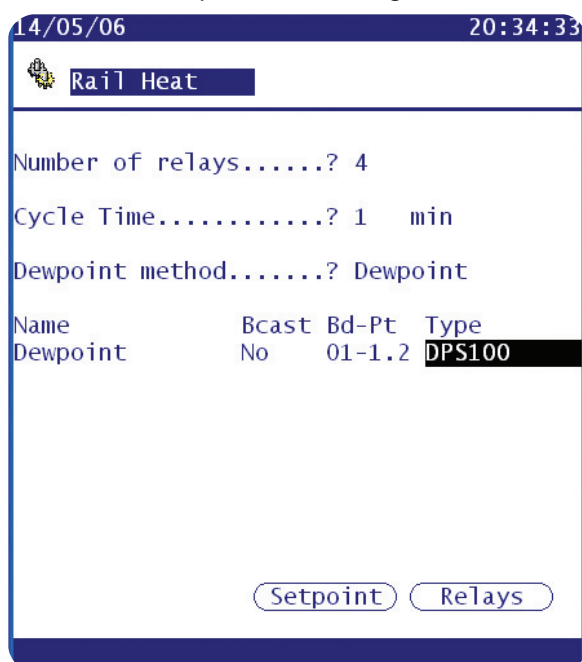 14/05/06 20:34:33
Rail Heat
Number of relays......? 4
Cycle Time............? 1 min
Dewpoint method.......? Dewpoint
Name Bcast Bd-Pt Type
Dewpoint No 01-1.2 DPS100
Setpoint Relays